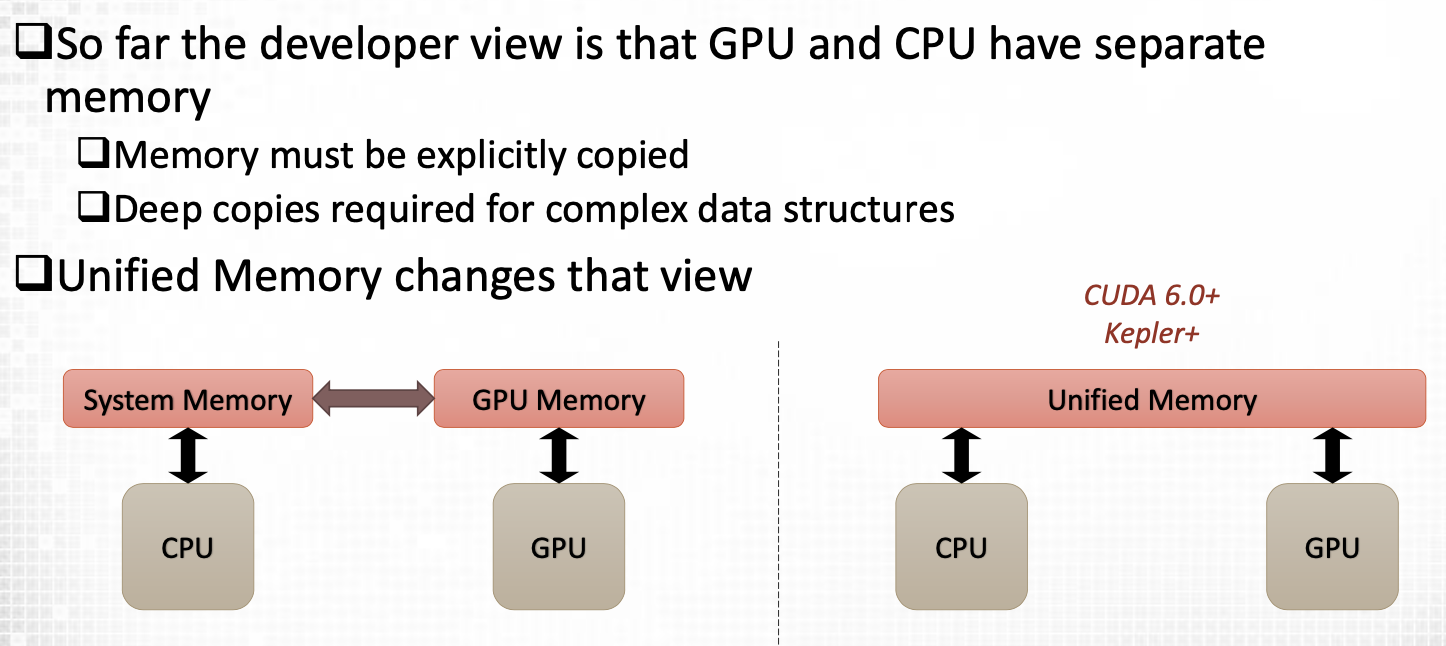 ❑So far the developer view is that GPU and CPU have separate
memory
❑Memory must be explicitly copied
❑Deep copies required for complex data structures
❑Unified Memory changes that view
CUDA 6.0+
Kepler+
System Memory
GPU Memory
Unified Memory
CPU
GPU
CPU
GPU